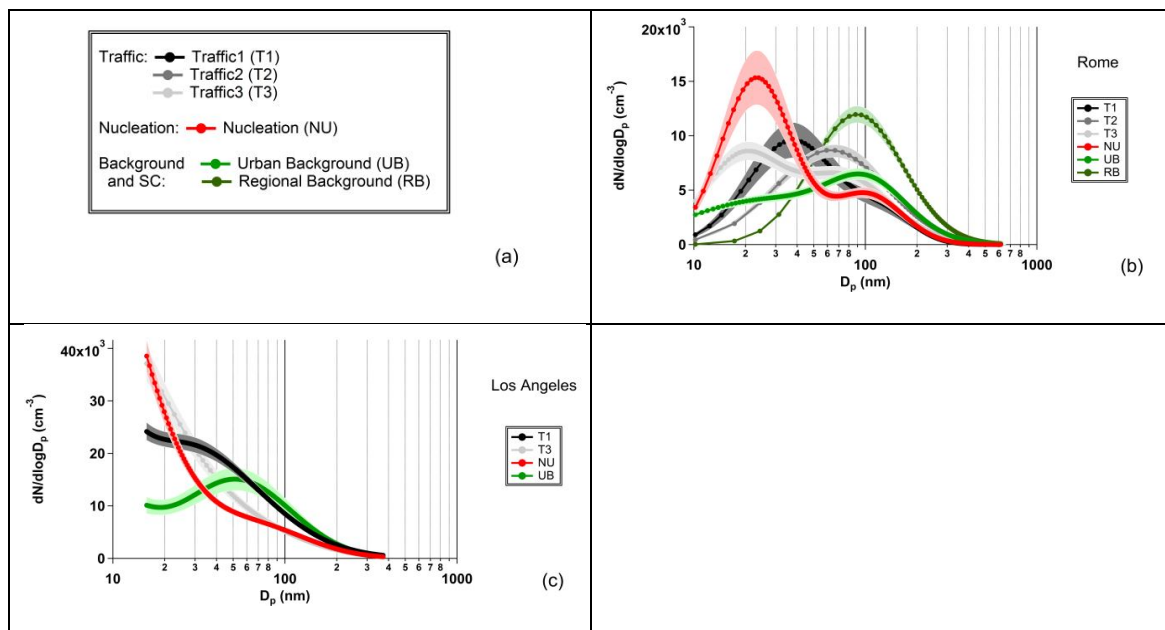 Traffic: Traffic1 (T1)
Traffic2 (T2)
Traffic3 (T3)
Nucleation: Nucleation (NU)
Background Urban Background (UB)
and SC: Regional Background (RB)
(a)
20x10³
15
10
5
0
dN/dlogDp (cm⁻³)
10 2 3 4 5 6 7 8 100 2 3 4 5 6 7 8 1000
Dp (nm)
Rome
T1
T2
T3
NU
UB
RB
(b)
40x10³
30
20
10
0
dN/dlogDp (cm⁻³)
10 2 3 4 5 6 7 8 100 2 3 4 5 6 7 8 1000
Dp (nm)
Los Angeles
T1
T3
NU
UB
(c)